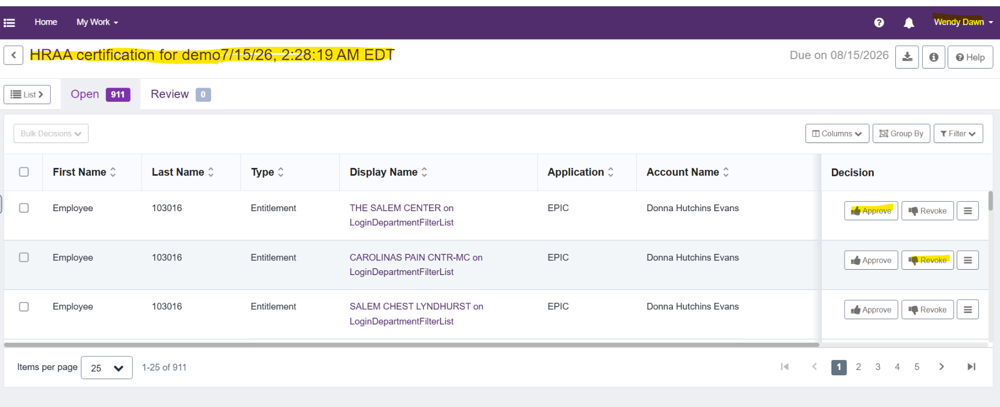 Home My Work Wendy Dawn
HRAA certification for demo7/15/26, 2:28:19 AM EDT Due on 08/15/2026 Help
List Open 911 Review 0
Bulk Decisions Columns Group By Filter
First Name Last Name Type Display Name Application Account Name Decision
Employee 103016 Entitlement THE SALEM CENTER on EPIC Donna Hutchins Evans Approve Revoke
LoginDepartmentFilterList
Employee 103016 Entitlement CAROLINAS PAIN CNTR-MC on EPIC Donna Hutchins Evans Approve Revoke
LoginDepartmentFilterList
Employee 103016 Entitlement SALEM CHEST LYNDHURST on EPIC Donna Hutchins Evans Approve Revoke
LoginDepartmentFilterList
Items per page 25 1-25 of 911 1 2 3 4 5